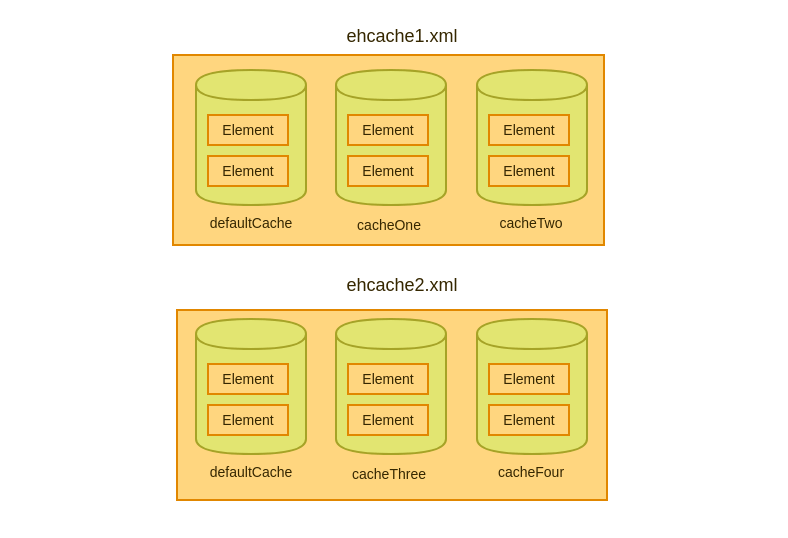 ehcache1.xml
Element Element Element
Element Element Element
defaultCache cacheOne cacheTwo
ehcache2.xml
Element Element Element
Element Element Element
defaultCache cacheThree cacheFour